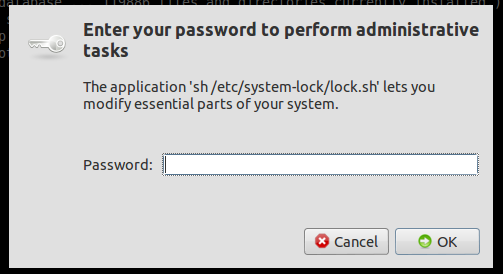 database ... (19886 files and directories currently installed.)
Enter your password to perform administrative
tasks
The application 'sh /etc/system-lock/lock.sh' lets you
modify essential parts of your system.
Password:
Cancel
OK